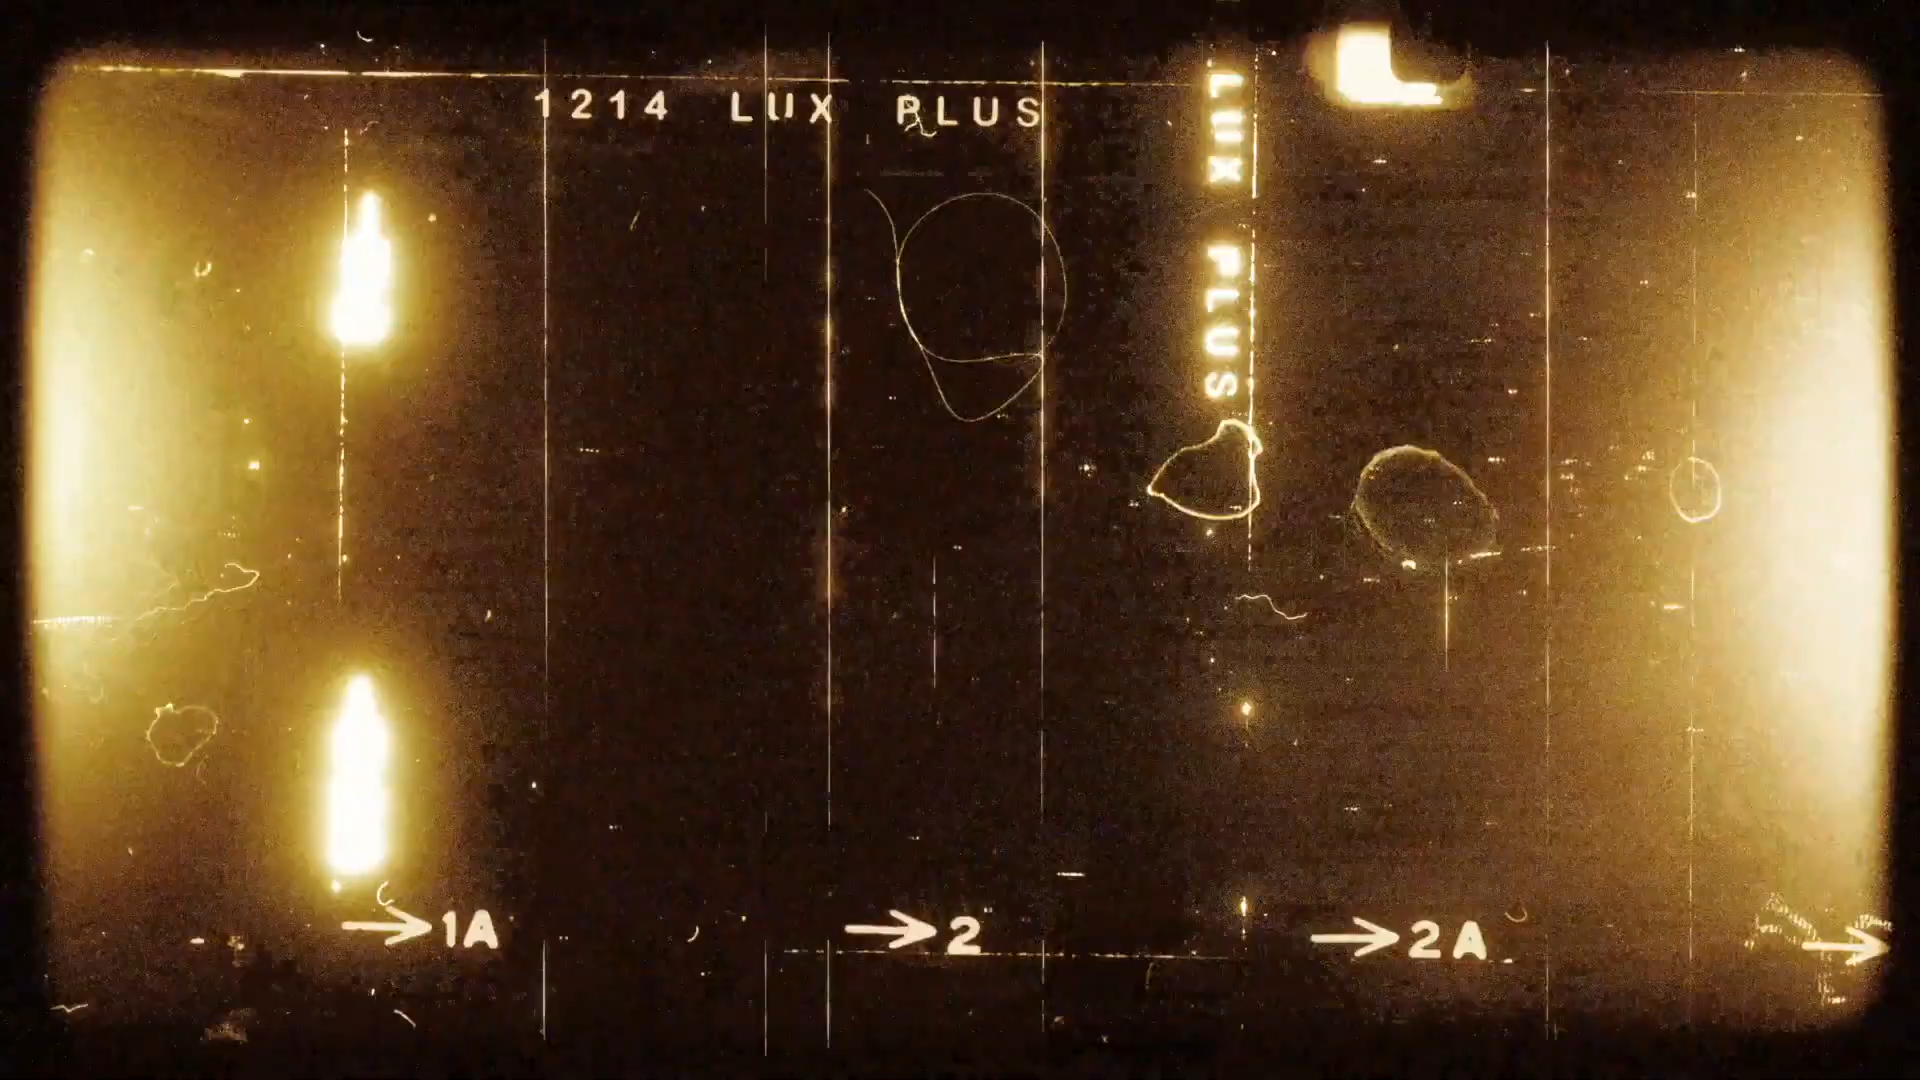 1214 LUX PLUS
LUX PLUS
→1A
→2
→2A
→